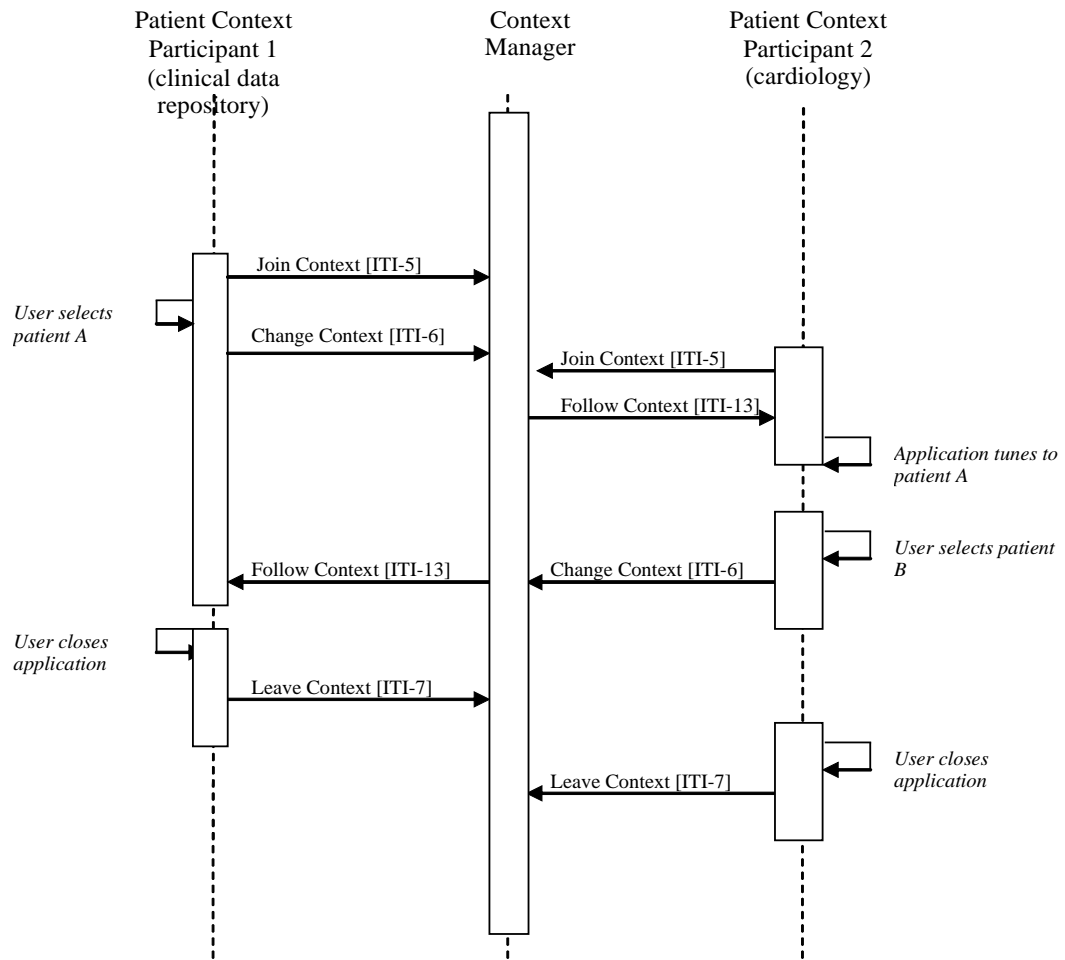 Patient Context
Participant 1
(clinical data
repository)
Context
Manager
Patient Context
Participant 2
(cardiology)
Join Context [ITI-5]
User selects
patient A
Change Context [ITI-6]
Join Context [ITI-5]
Follow Context [ITI-13]
Application tunes to
patient A
User selects patient
B
Follow Context [ITI-13]
Change Context [ITI-6]
User closes
application
Leave Context [ITI-7]
User closes
application
Leave Context [ITI-7]